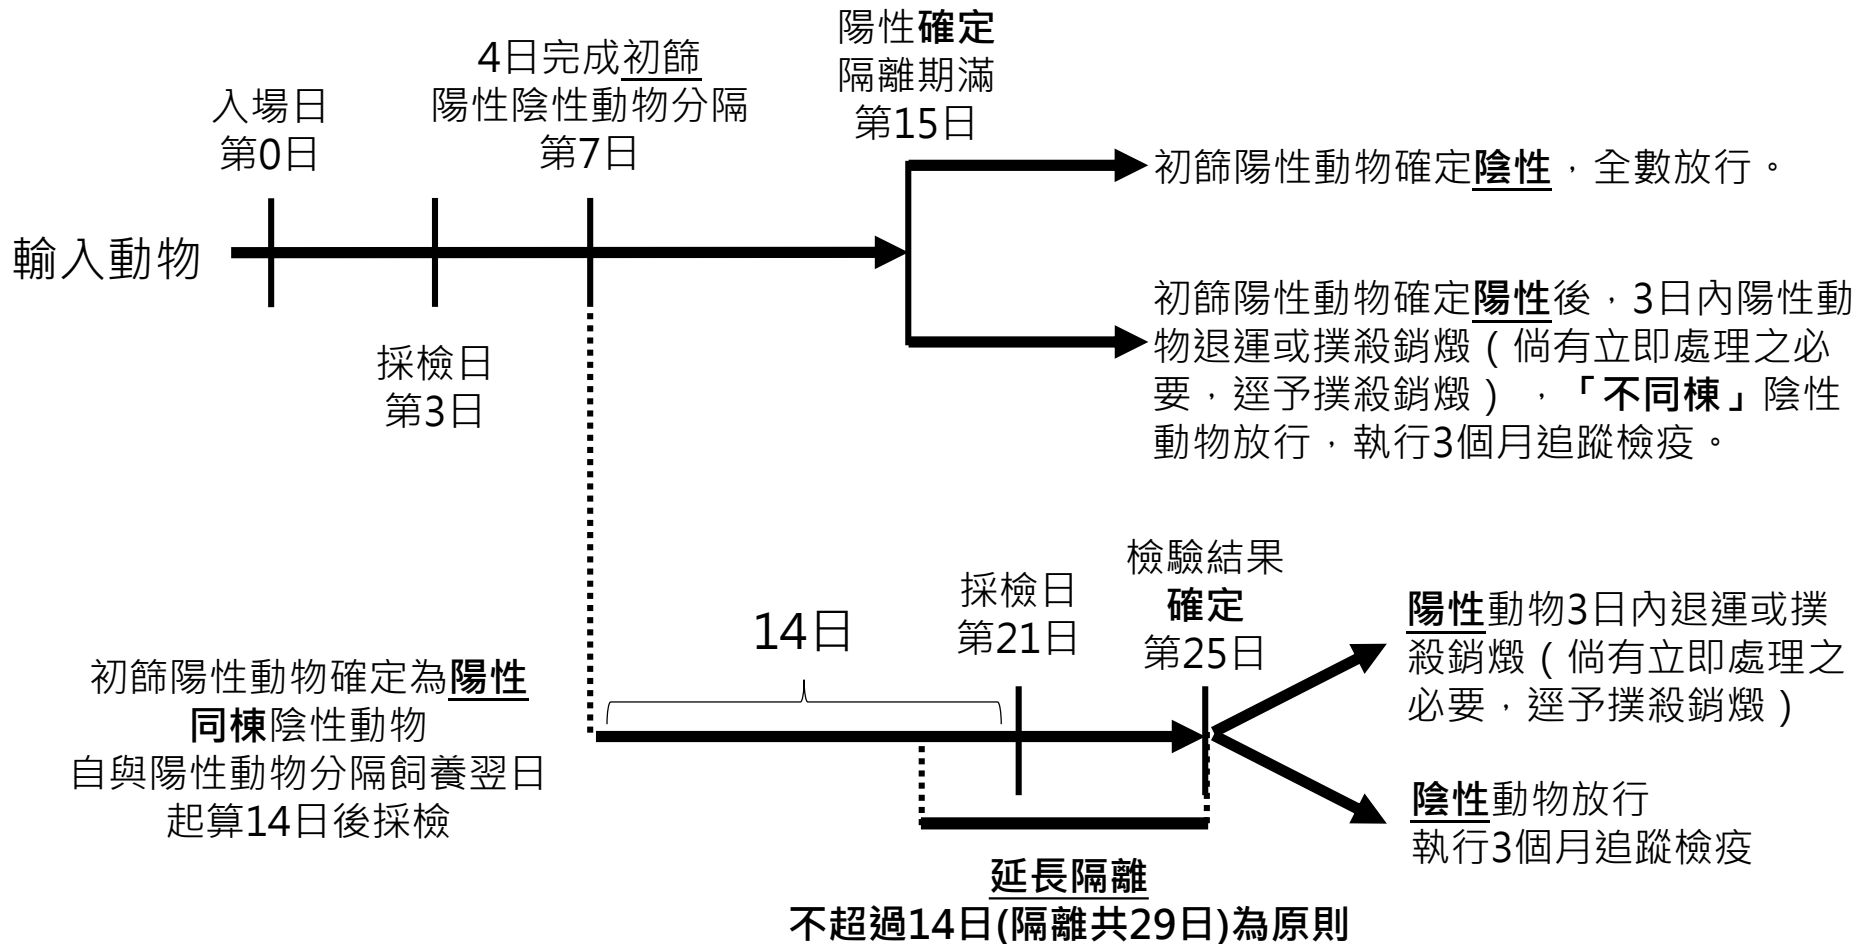 入場日
第0日
4日完成初篩
陽性陰性動物分隔
第7日
陽性確定
隔離期滿
第15日
輸入動物
採檢日
第3日
初篩陽性動物確定陰性，全數放行。
初篩陽性動物確定陽性後，3日內陽性動
物退運或撲殺銷燬（倘有立即處理之必
要，逕予撲殺銷燬），「不同棟」陰性
動物放行，執行3個月追蹤檢疫。
初篩陽性動物確定為陽性
同棟陰性動物
自與陽性動物分隔飼養翌日
起算14日後採檢
14日
採檢日
第21日
檢驗結果
確定
第25日
陽性動物3日內退運或撲
殺銷燬（倘有立即處理之
必要，逕予撲殺銷燬）
陰性動物放行
執行3個月追蹤檢疫
延長隔離
不超過14日(隔離共29日)為原則